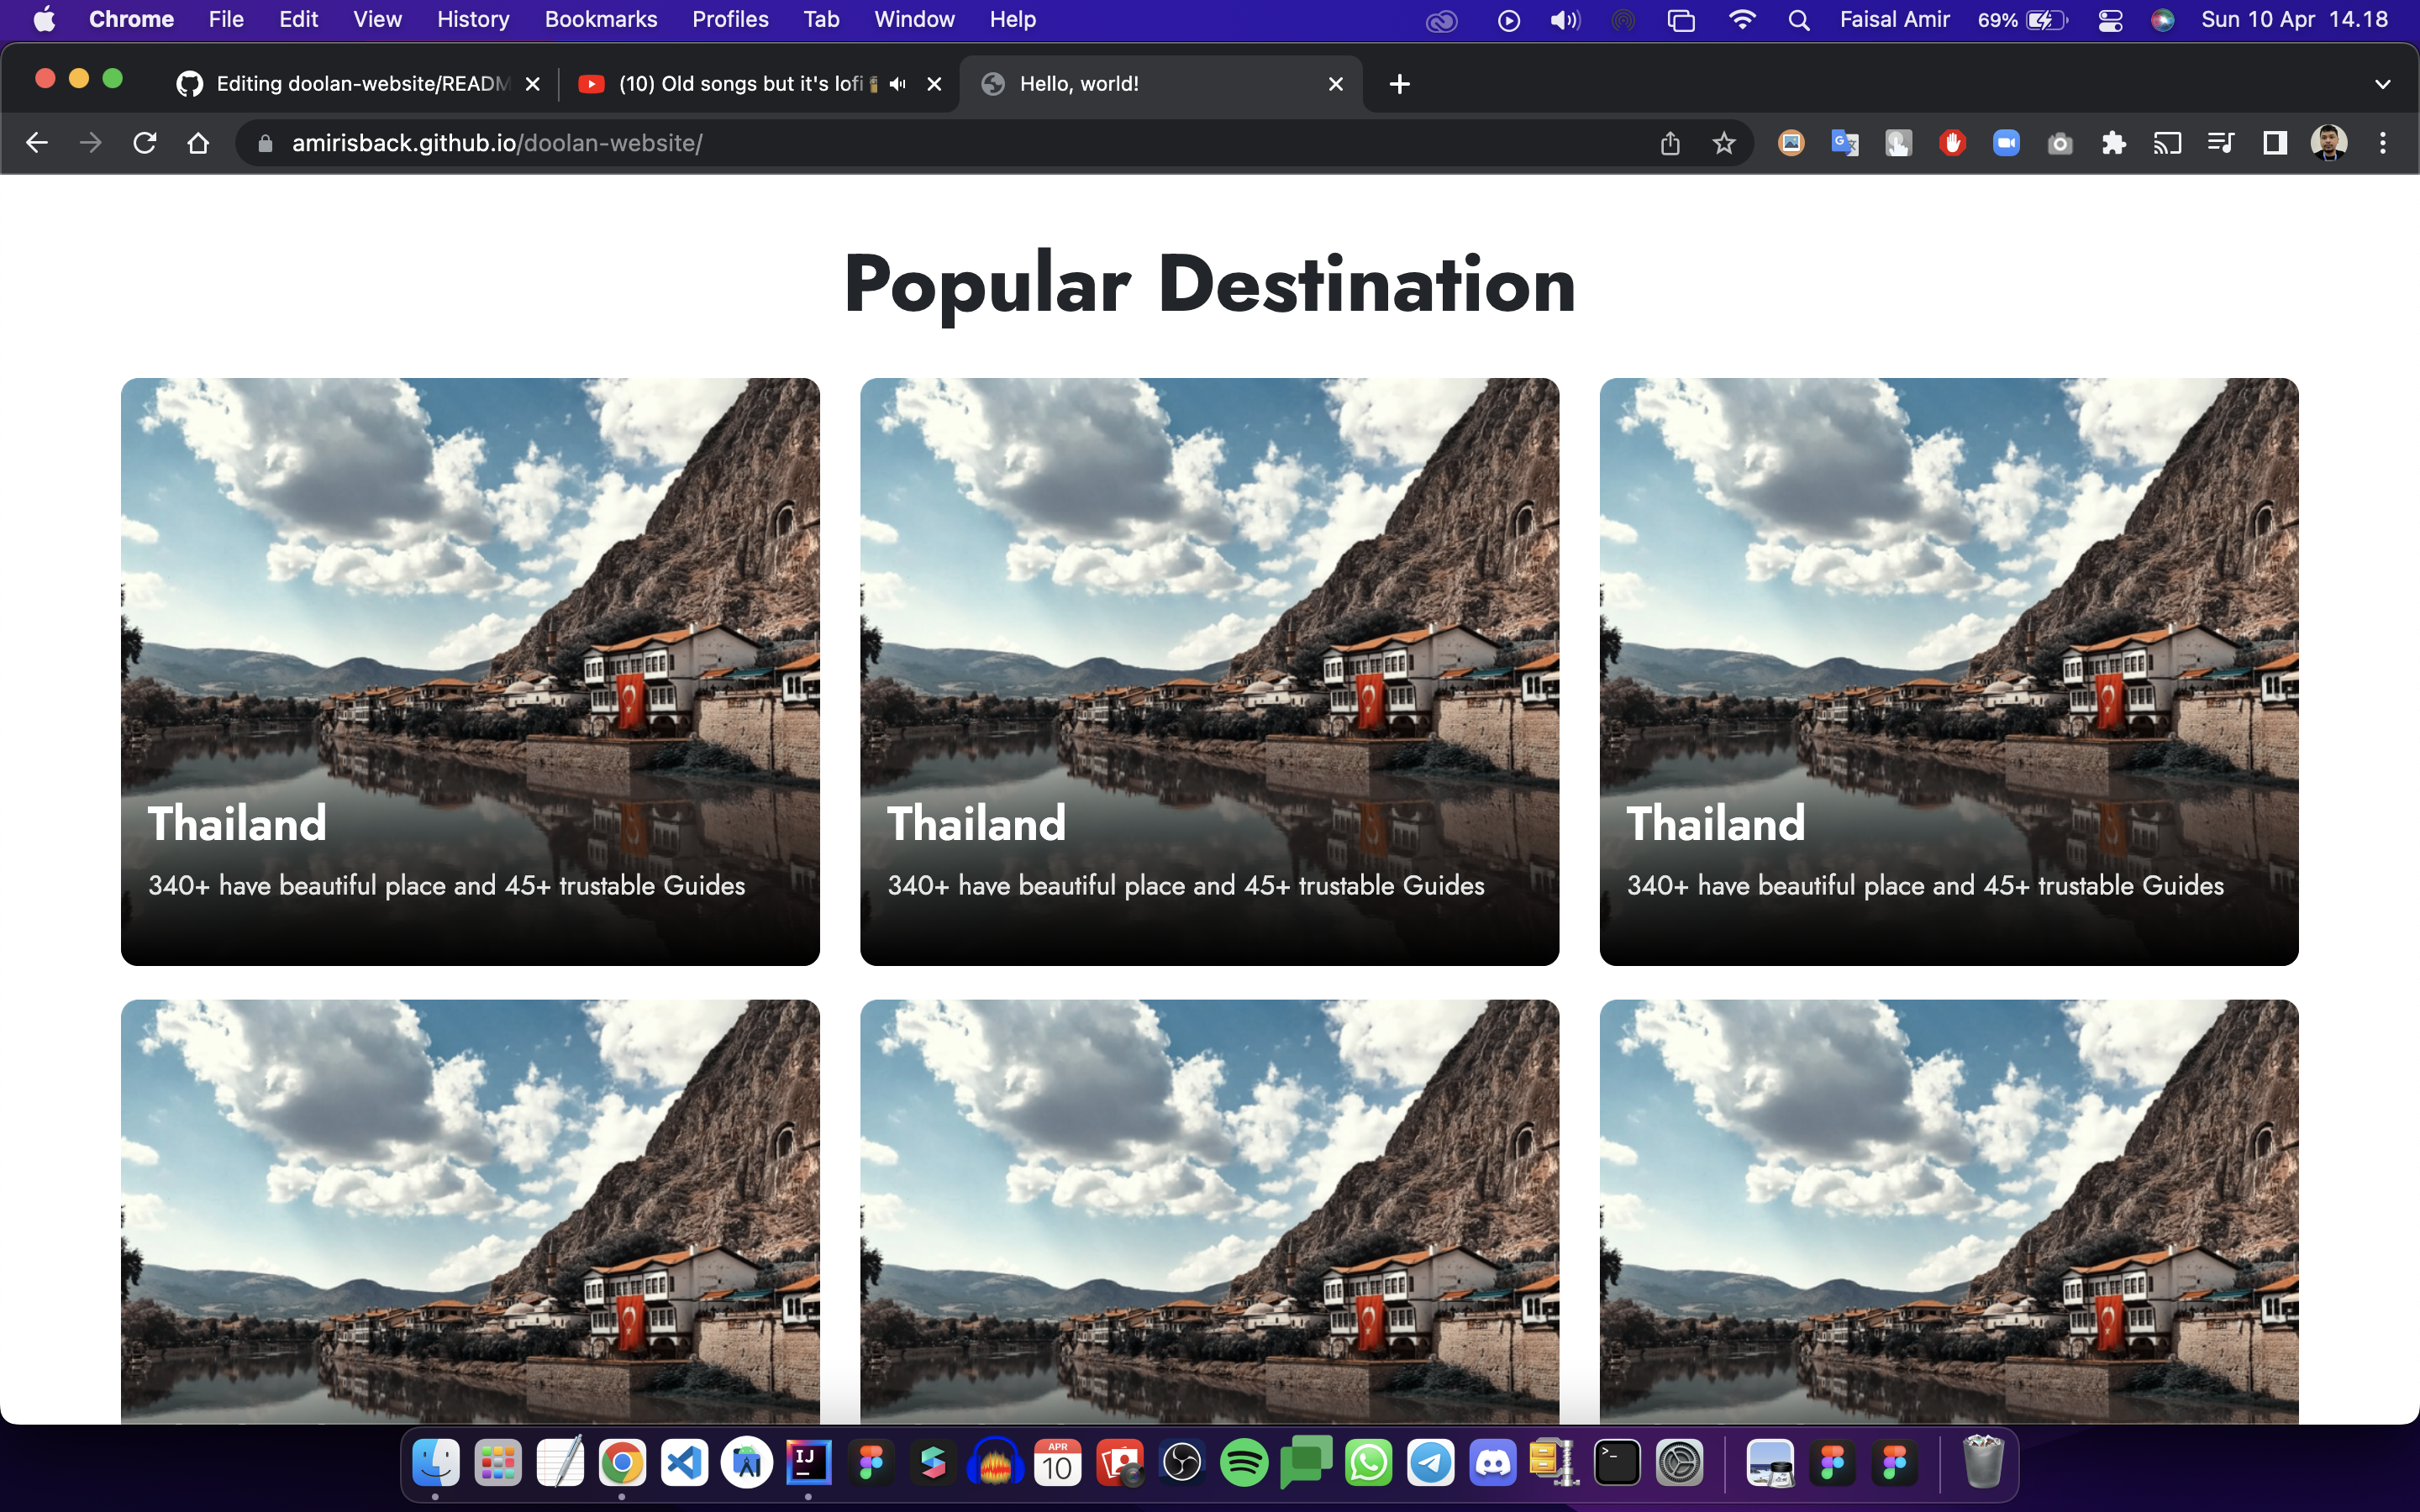 Chrome File Edit View History Bookmarks Profiles Tab Window Help Faisal Amir 69% Sun 10 Apr 14.18
Editing doolan-website/READM (10) Old songs but it's lofi Hello, world!
amirisback.github.io/doolan-website/
Popular Destination
Thailand Thailand Thailand
340+ have beautiful place and 45+ trustable Guides 340+ have beautiful place and 45+ trustable Guides 340+ have beautiful place and 45+ trustable Guides
IJ APR
10